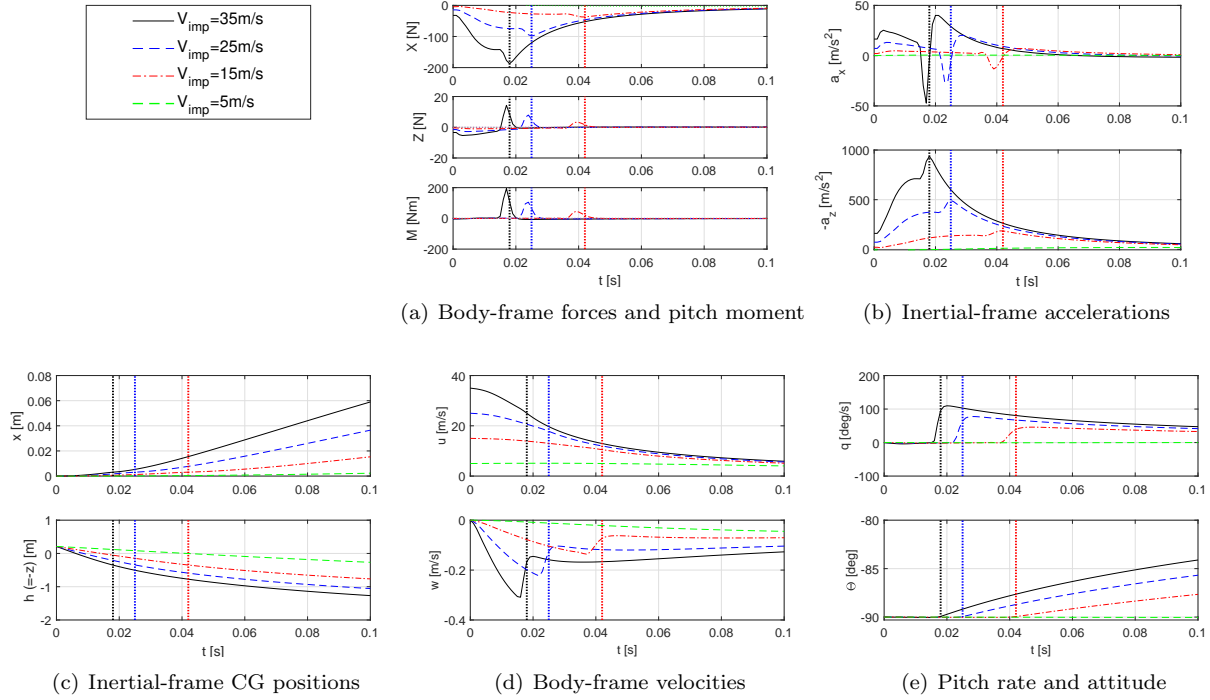 V_imp=35m/s
V_imp=25m/s
V_imp=15m/s
V_imp=5m/s
0
-100
-200
X [N]
0 0.02 0.04 0.06 0.08 0.1
20
0
-20
Z [N]
0 0.02 0.04 0.06 0.08 0.1
200
0
-200
M [Nm]
0 0.02 0.04 0.06 0.08 0.1
t [s]
(a) Body-frame forces and pitch moment
50
0
-50
a_x [m/s^2]
0 0.02 0.04 0.06 0.08 0.1
1000
500
0
-a_z [m/s^2]
0 0.02 0.04 0.06 0.08 0.1
t [s]
(b) Inertial-frame accelerations
0.08
0.06
0.04
0.02
0
x [m]
0 0.02 0.04 0.06 0.08 0.1
1
0
-1
-2
h (=-z) [m]
0 0.02 0.04 0.06 0.08 0.1
t [s]
(c) Inertial-frame CG positions
40
20
0
u [m/s]
0 0.02 0.04 0.06 0.08 0.1
0
-0.2
-0.4
w [m/s]
0 0.02 0.04 0.06 0.08 0.1
t [s]
(d) Body-frame velocities
200
100
0
-100
q [deg/s]
0 0.02 0.04 0.06 0.08 0.1
-80
-85
-90
Θ [deg]
0 0.02 0.04 0.06 0.08 0.1
t [s]
(e) Pitch rate and attitude